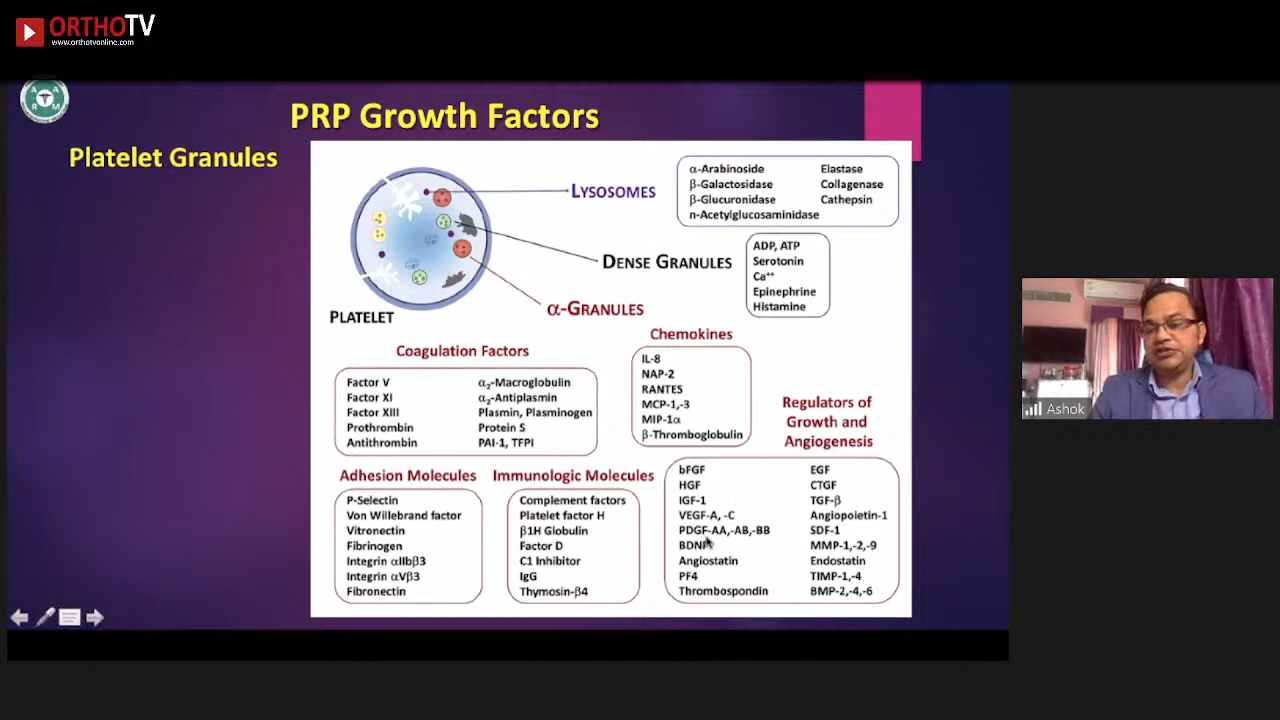 ORTHOTV
www.orthotvonline.com
PRP Growth Factors
Platelet Granules
LYSOSOMES
α-Arabinoside
β-Galactosidase
β-Glucuronidase
n-Acetylglucosaminidase
Elastase
Collagenase
Cathepsin
DENSE GRANULES
ADP, ATP
Serotonin
Ca⁺⁺
Epinephrine
Histamine
α-GRANULES
PLATELET
Coagulation Factors
Factor V
Factor XI
Factor XIII
Prothrombin
Antithrombin
α₂-Macroglobulin
α₂-Antiplasmin
Plasmin, Plasminogen
Protein S
PAI-1, TFPI
Chemokines
IL-8
NAP-2
RANTES
MCP-1,-3
MIP-1α
β-Thromboglobulin
Regulators of
Growth and
Angiogenesis
bFGF
HGF
IGF-1
VEGF-A, -C
PDGF-AA,-AB,-BB
BDNF
Angiostatin
PF4
Thrombospondin
EGF
CTGF
TGF-β
Angiopoietin-1
SDF-1
MMP-1,-2,-9
Endostatin
TIMP-1,-4
BMP-2,-4,-6
Adhesion Molecules
P-Selectin
Von Willebrand factor
Vitronectin
Fibrinogen
Integrin αIIbβ3
Integrin αVβ3
Fibronectin
Immunologic Molecules
Complement factors
Platelet factor H
β1H Globulin
Factor D
C1 Inhibitor
IgG
Thymosin-β4
Ashok